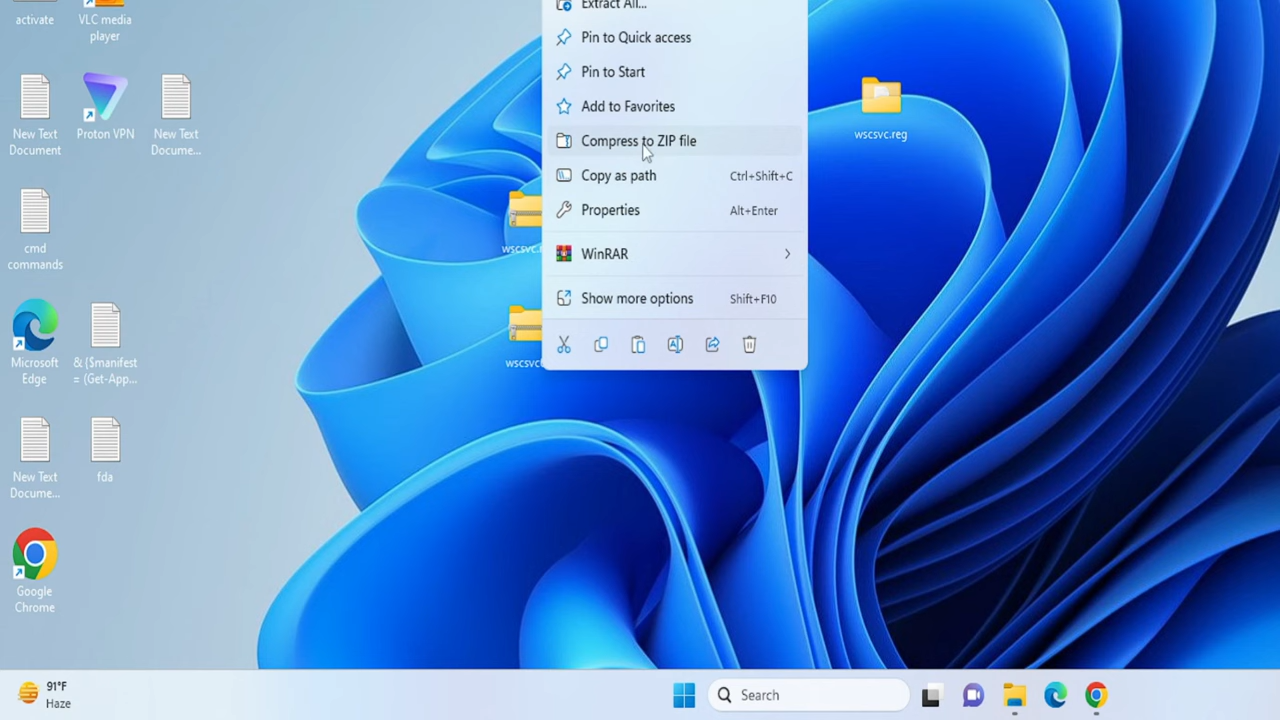 activate
VLC media
player
New Text
Document
Proton VPN
New Text
Docume...
cmd
commands
Microsoft
Edge
& ($manifest
= (Get-App...
New Text
Docume...
fda
Google
Chrome
Extract All...
Pin to Quick access
Pin to Start
Add to Favorites
Compress to ZIP file
Copy as path Ctrl+Shift+C
Properties Alt+Enter
WinRAR
Show more options Shift+F10
wscsvc.reg
91°F
Haze
Search